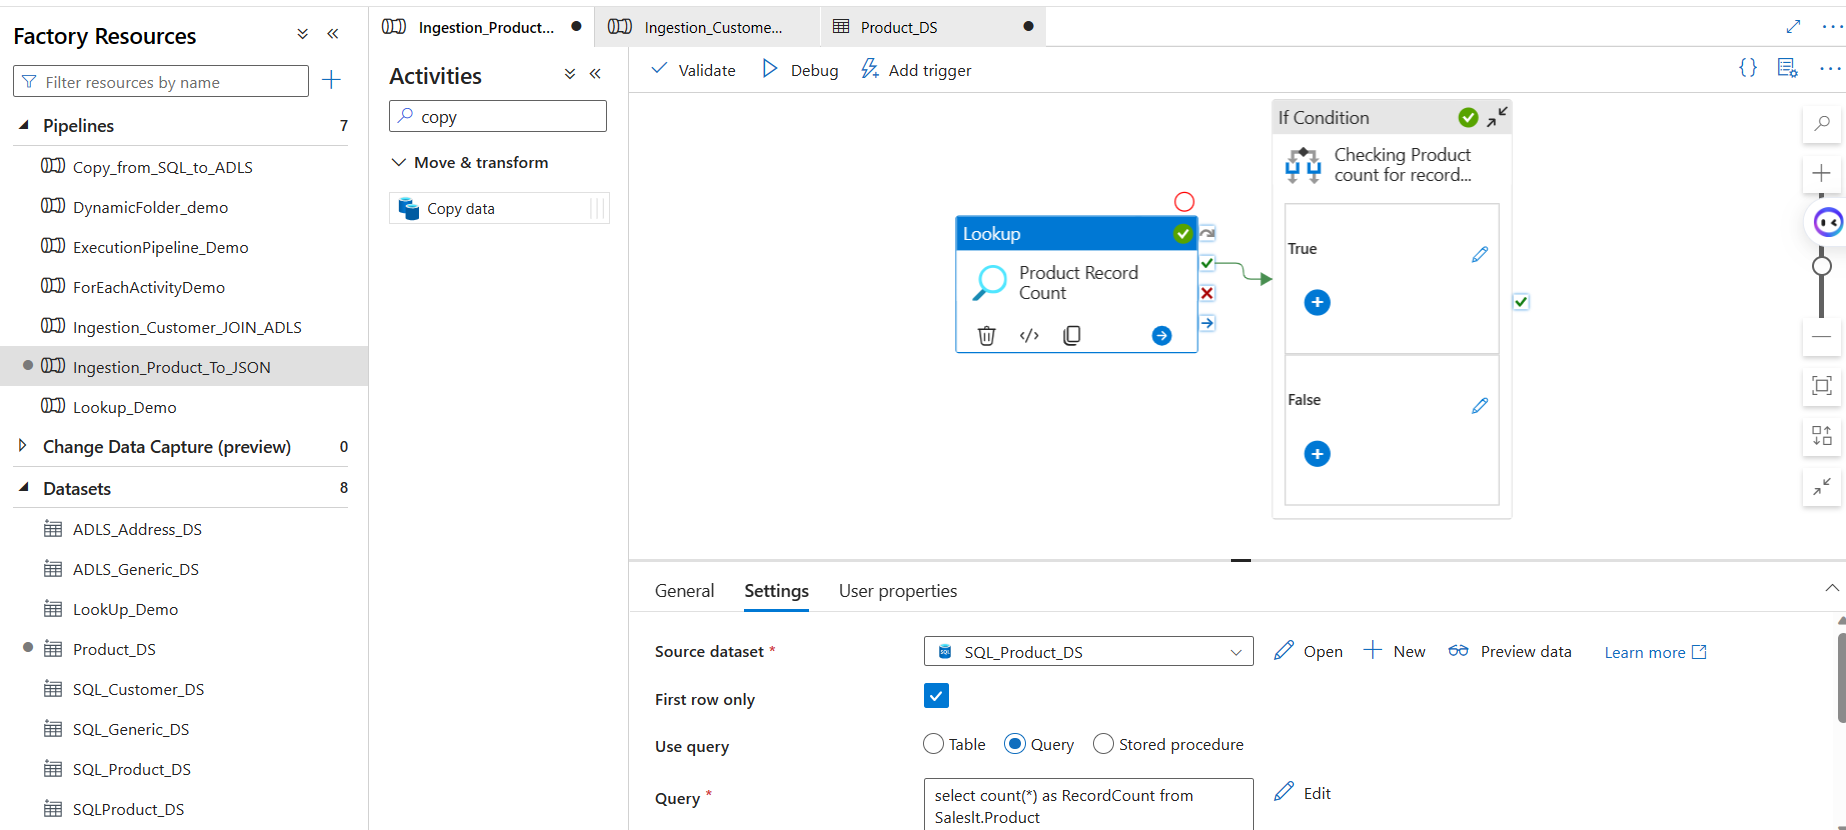 Factory Resources
Filter resources by name
Pipelines 7
Copy_from_SQL_to_ADLS
DynamicFolder_demo
ExecutionPipeline_Demo
ForEachActivityDemo
Ingestion_Customer_JOIN_ADLS
Ingestion_Product_To_JSON
Lookup_Demo
Change Data Capture (preview) 0
Datasets 8
ADLS_Address_DS
ADLS_Generic_DS
LookUp_Demo
Product_DS
SQL_Customer_DS
SQL_Generic_DS
SQL_Product_DS
SQLProduct_DS
Ingestion_Product...
Ingestion_Custome...
Product_DS
Activities
copy
Move & transform
Copy data
Validate Debug Add trigger
Lookup
Product Record
Count
If Condition
Checking Product
count for record...
True
False
General Settings User properties
Source dataset * SQL_Product_DS Open New Preview data Learn more
First row only
Use query Table Query Stored procedure
Query * select count(*) as RecordCount from
Saleslt.Product
Edit